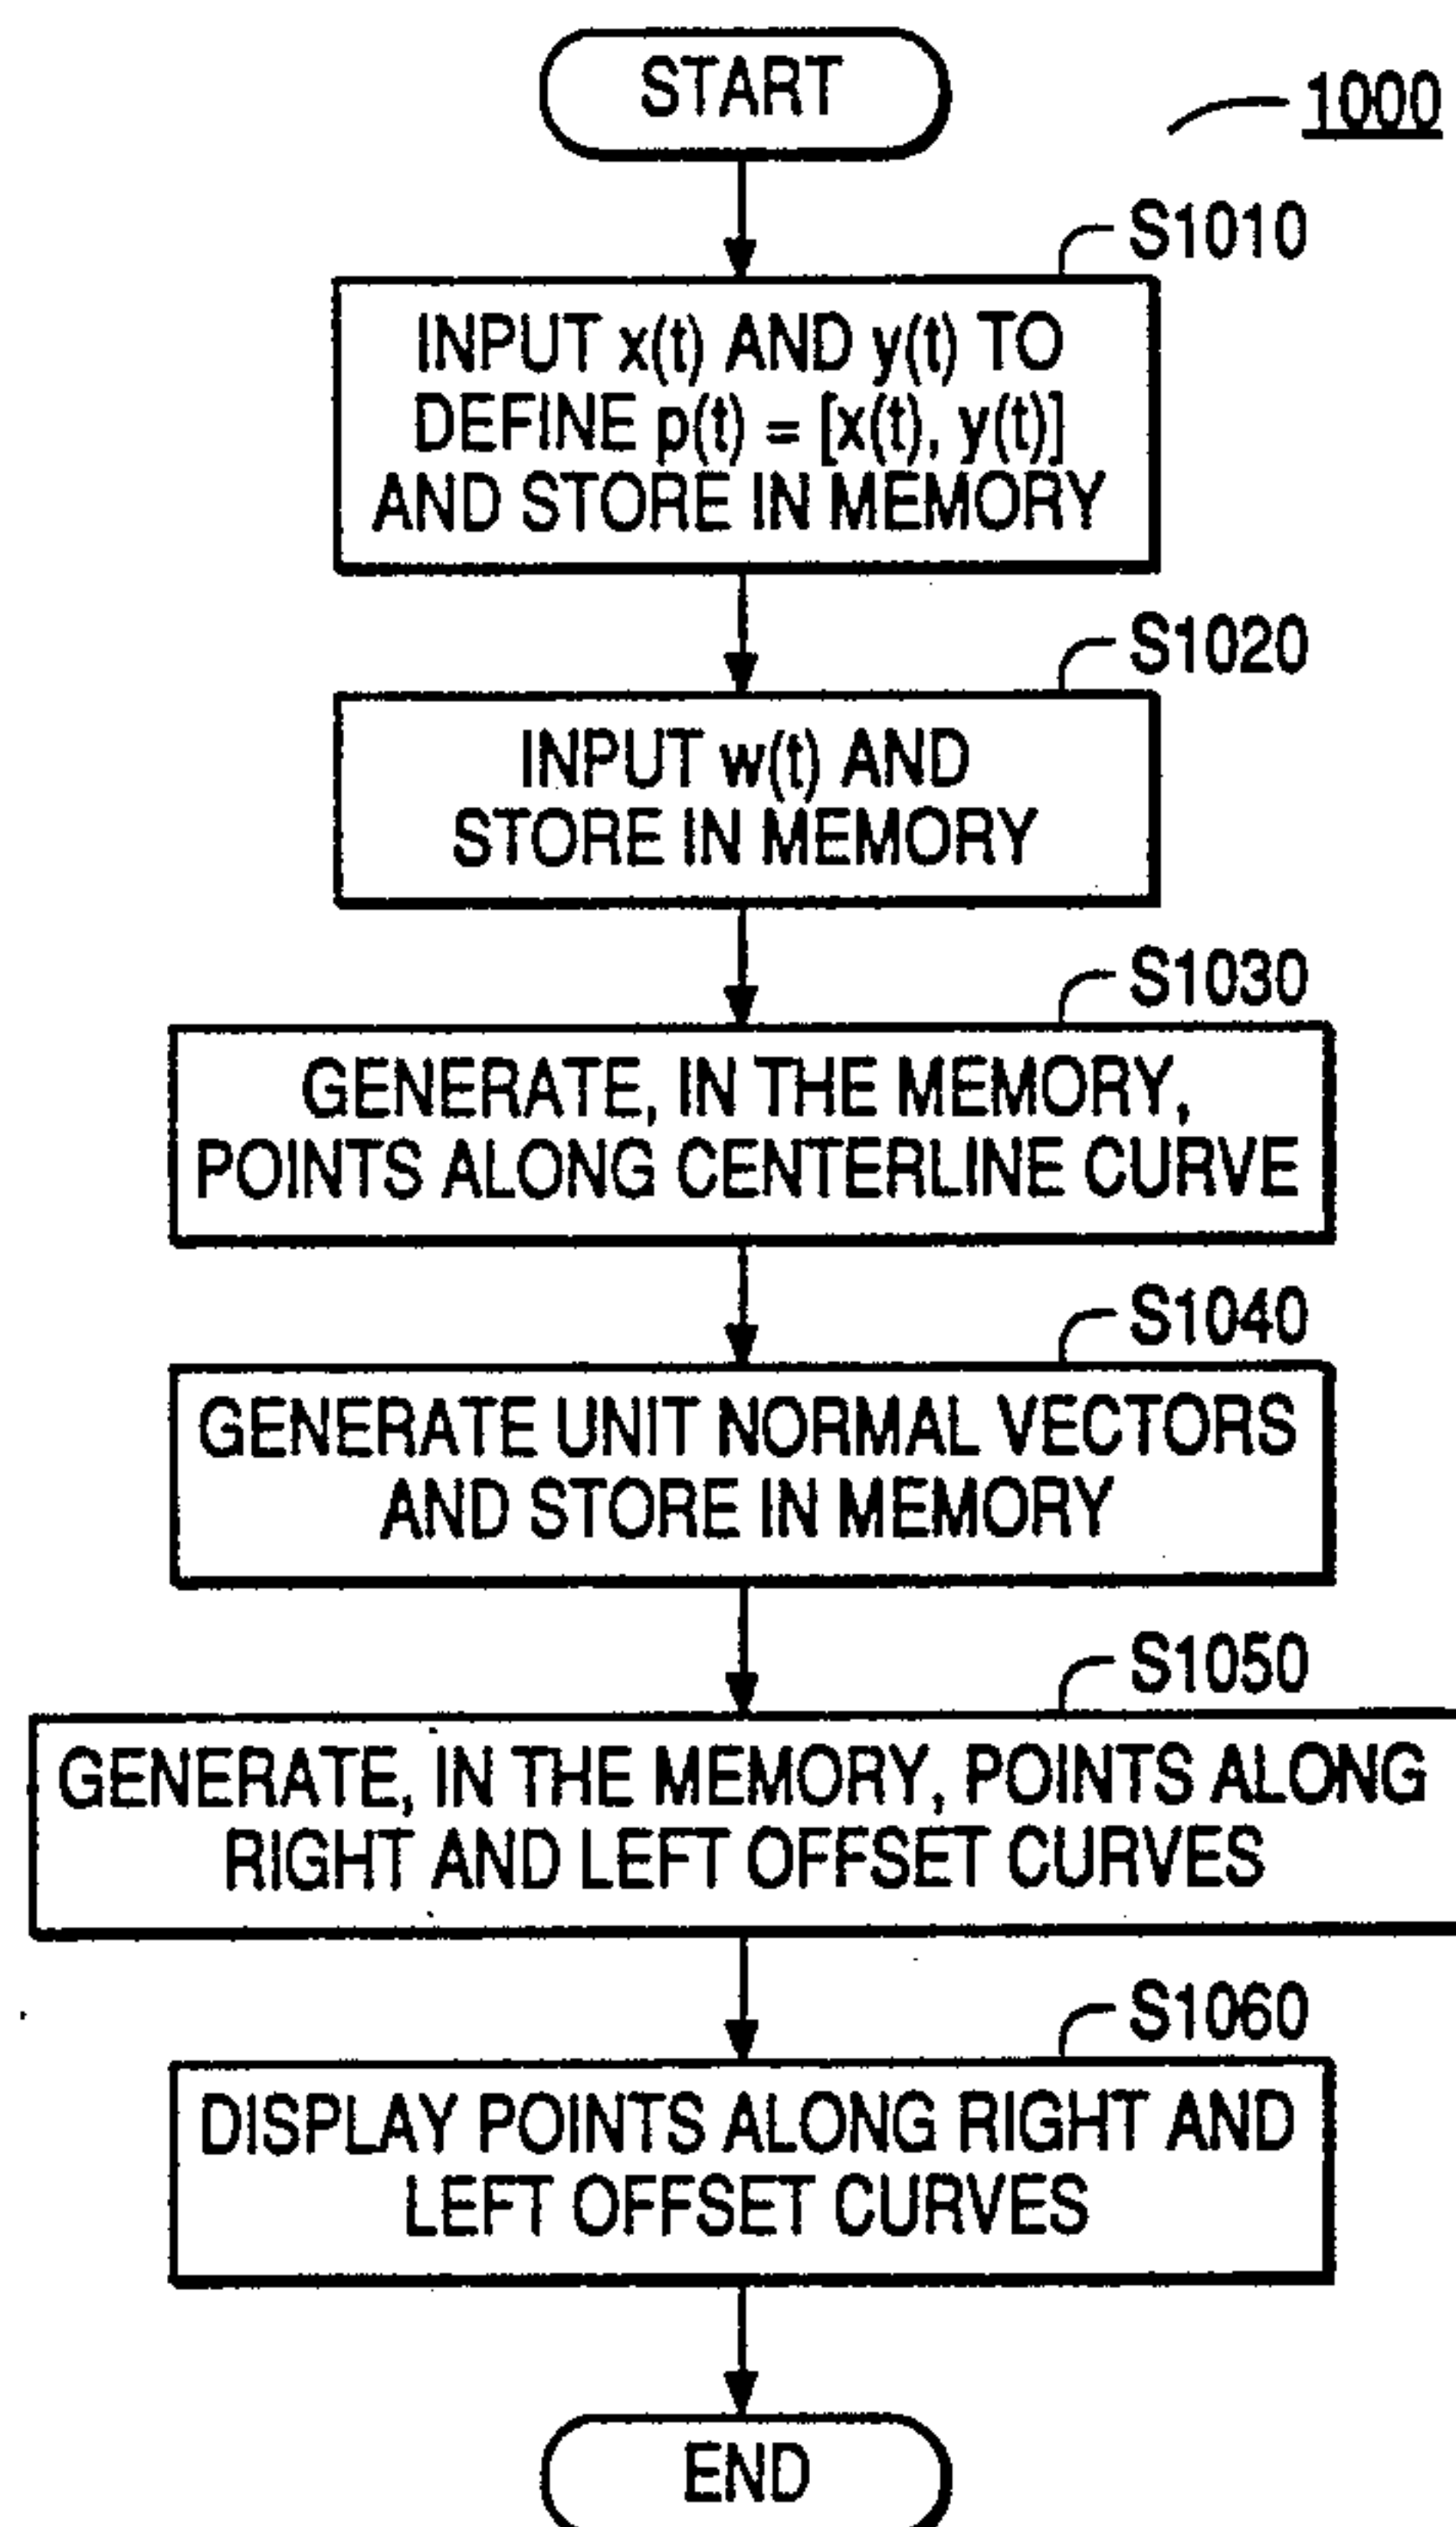 START
1000
S1010
INPUT x(t) AND y(t) TO
DEFINE p(t) = [x(t), y(t)]
AND STORE IN MEMORY
S1020
INPUT w(t) AND
STORE IN MEMORY
S1030
GENERATE, IN THE MEMORY,
POINTS ALONG CENTERLINE CURVE
S1040
GENERATE UNIT NORMAL VECTORS
AND STORE IN MEMORY
S1050
GENERATE, IN THE MEMORY, POINTS ALONG
RIGHT AND LEFT OFFSET CURVES
S1060
DISPLAY POINTS ALONG RIGHT AND
LEFT OFFSET CURVES
END